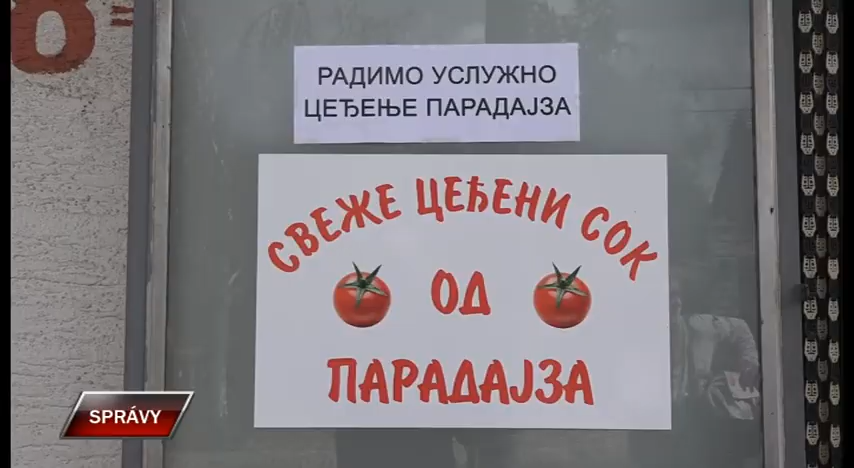 РАДИМО УСЛУЖНО
ЦЕЂЕЊЕ ПАРАДАЈЗА
СВЕЖЕ ЦЕЂЕНИ СОК
ОД
ПАРАДАЈЗА
SPRÁVY